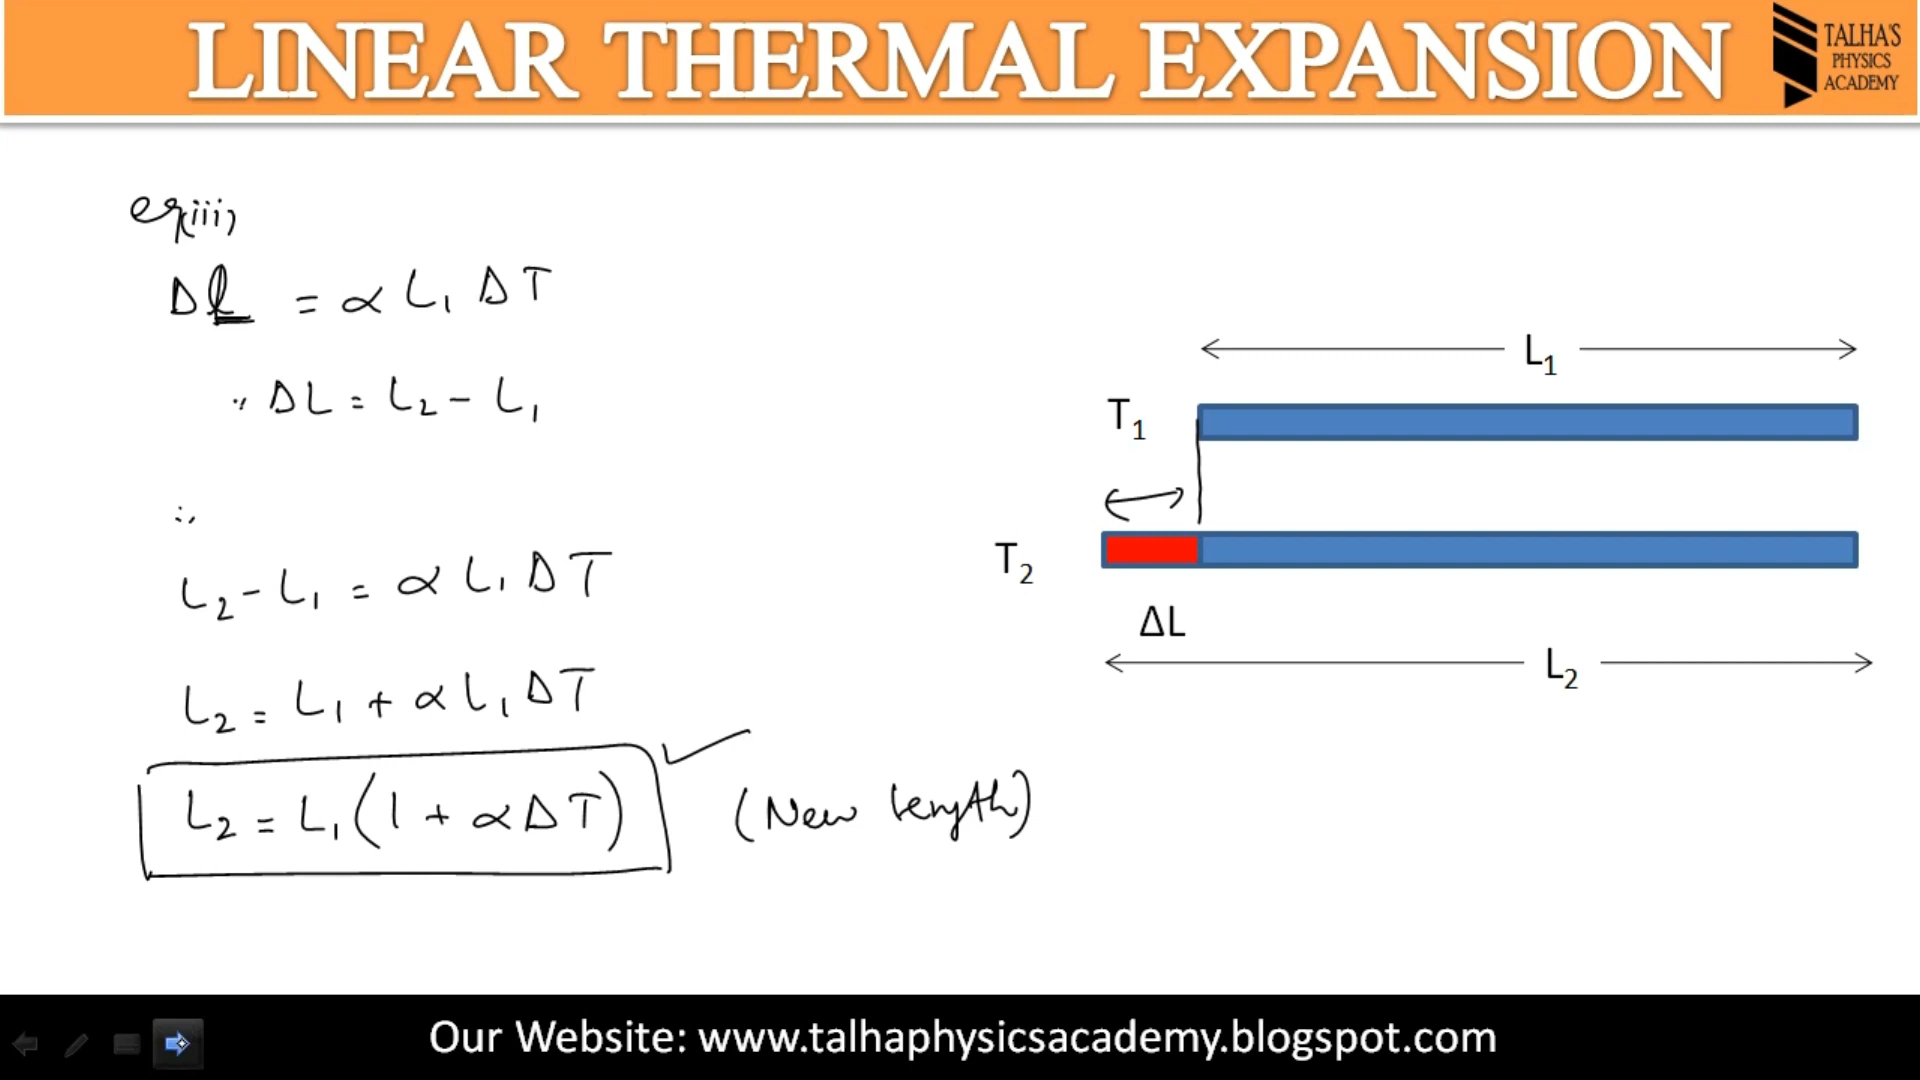 LINEAR THERMAL EXPANSION
TALHA'S
PHYSICS
ACADEMY
eq(iii)
ΔL = α L₁ ΔT
∵ ΔL = L₂ - L₁
∴
L₂ - L₁ = α L₁ ΔT
L₂ = L₁ + α L₁ ΔT
L₂ = L₁ (1 + α ΔT)
(New length)
L₁
T₁
T₂
ΔL
L₂
Our Website: www.talhaphysicsacademy.blogspot.com